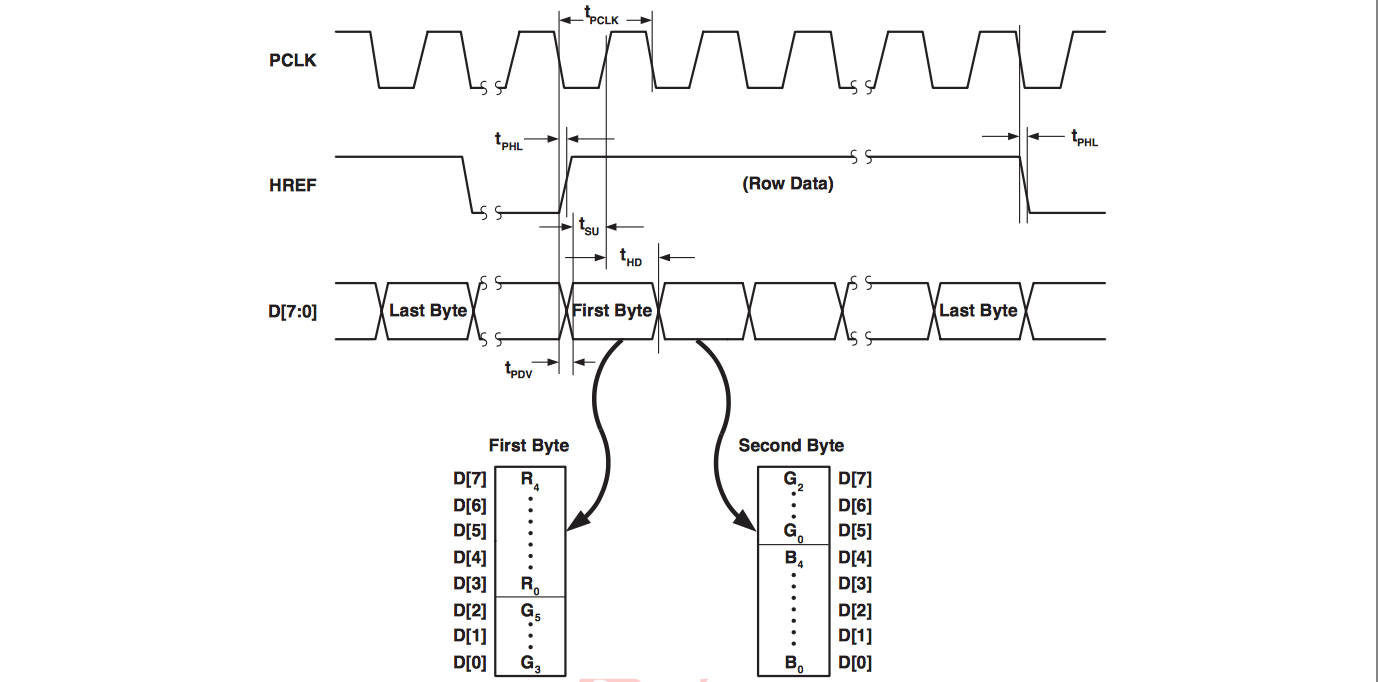 tPCLK
PCLK
tPHL
tPHL
HREF
(Row Data)
tSU
tHD
D[7:0]
Last Byte
First Byte
Last Byte
tPDV
First Byte
Second Byte
D[7] R4
D[6]
D[5]
D[4]
D[3] R0
D[2] G5
D[1]
D[0] G3
G2 D[7]
D[6]
G0 D[5]
B4 D[4]
D[3]
D[2]
D[1]
B0 D[0]